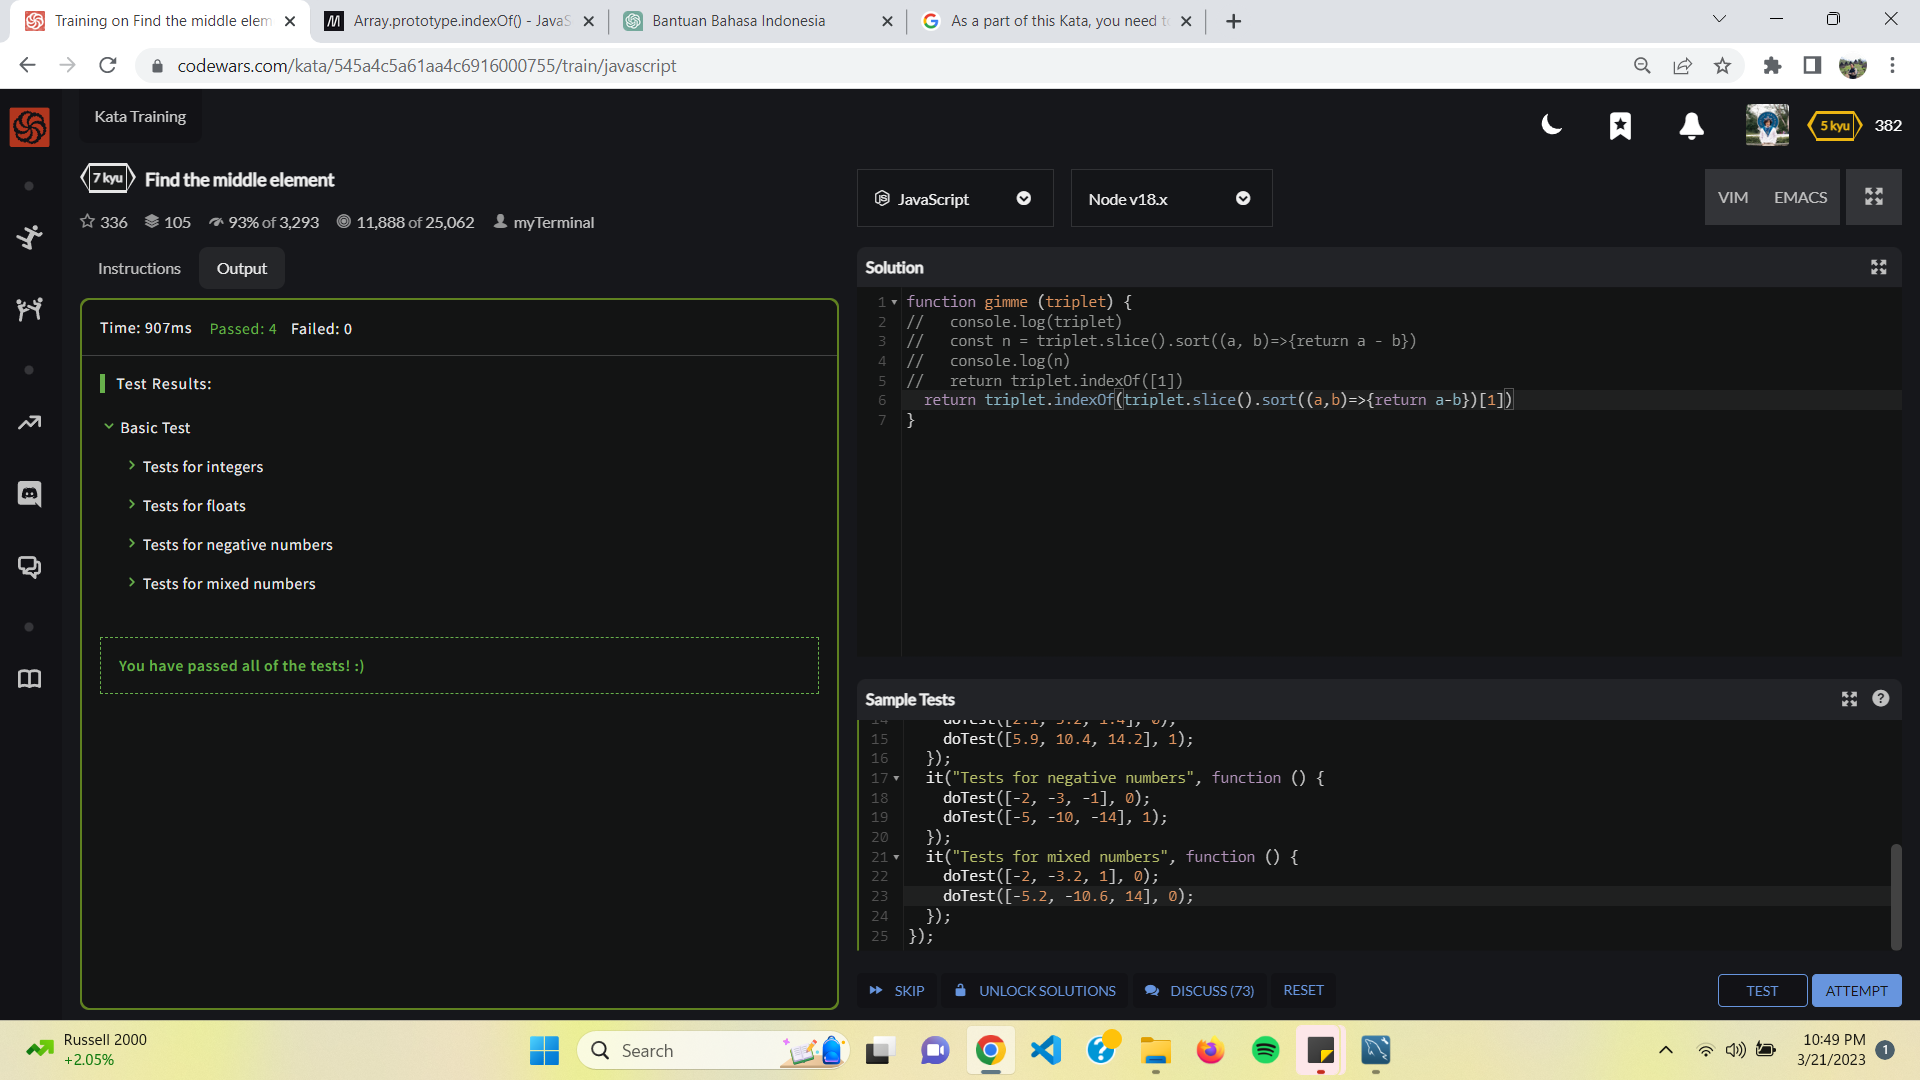 Training on Find the middle elem
Array.prototype.indexOf() - JavaS
Bantuan Bahasa Indonesia
As a part of this Kata, you need to
codewars.com/kata/545a4c5a61aa4c6916000755/train/javascript
Kata Training
5 kyu
382
7 kyu
Find the middle element
336
105
93% of 3,293
11,888 of 25,062
myTerminal
JavaScript
Node v18.x
VIM
EMACS
Instructions
Output
Time: 907ms Passed: 4 Failed: 0
Test Results:
Basic Test
Tests for integers
Tests for floats
Tests for negative numbers
Tests for mixed numbers
You have passed all of the tests! :)
Solution
1 function gimme (triplet) {
2 //   console.log(triplet)
3 //   const n = triplet.slice().sort((a, b)=>{return a - b})
4 //   console.log(n)
5 //   return triplet.indexOf([1])
6   return triplet.indexOf(triplet.slice().sort((a,b)=>{return a-b})[1])
7 }
Sample Tests
14     doTest([2.1, 3.2, 1.4], 0);
15     doTest([5.9, 10.4, 14.2], 1);
16   });
17   it("Tests for negative numbers", function () {
18     doTest([-2, -3, -1], 0);
19     doTest([-5, -10, -14], 1);
20   });
21   it("Tests for mixed numbers", function () {
22     doTest([-2, -3.2, 1], 0);
23     doTest([-5.2, -10.6, 14], 0);
24   });
25 });
SKIP
UNLOCK SOLUTIONS
DISCUSS (73)
RESET
TEST
ATTEMPT
Russell 2000
+2.05%
Search
10:49 PM
3/21/2023
1